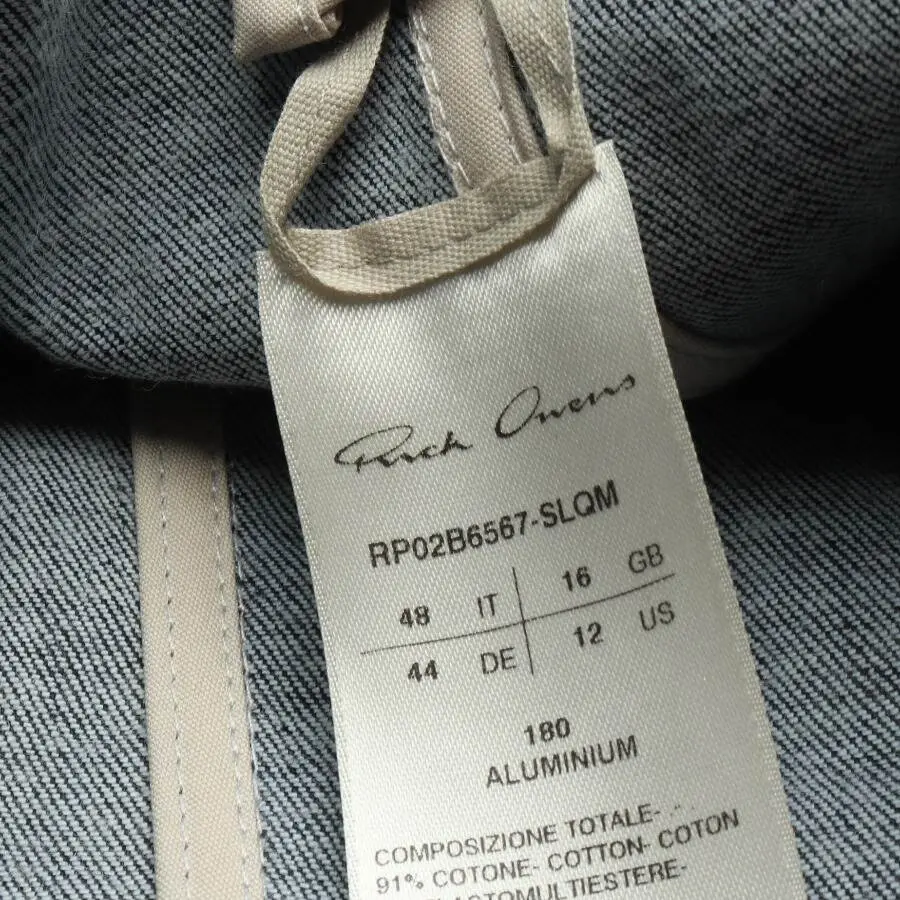 Rick Owens
RP02B6567-SLQM
48 IT 16 GB
44 DE 12 US
180
ALUMINIUM
COMPOSIZIONE TOTALE-
91% COTONE- COTTON- COTON
ELASTOMULTIESTERE-